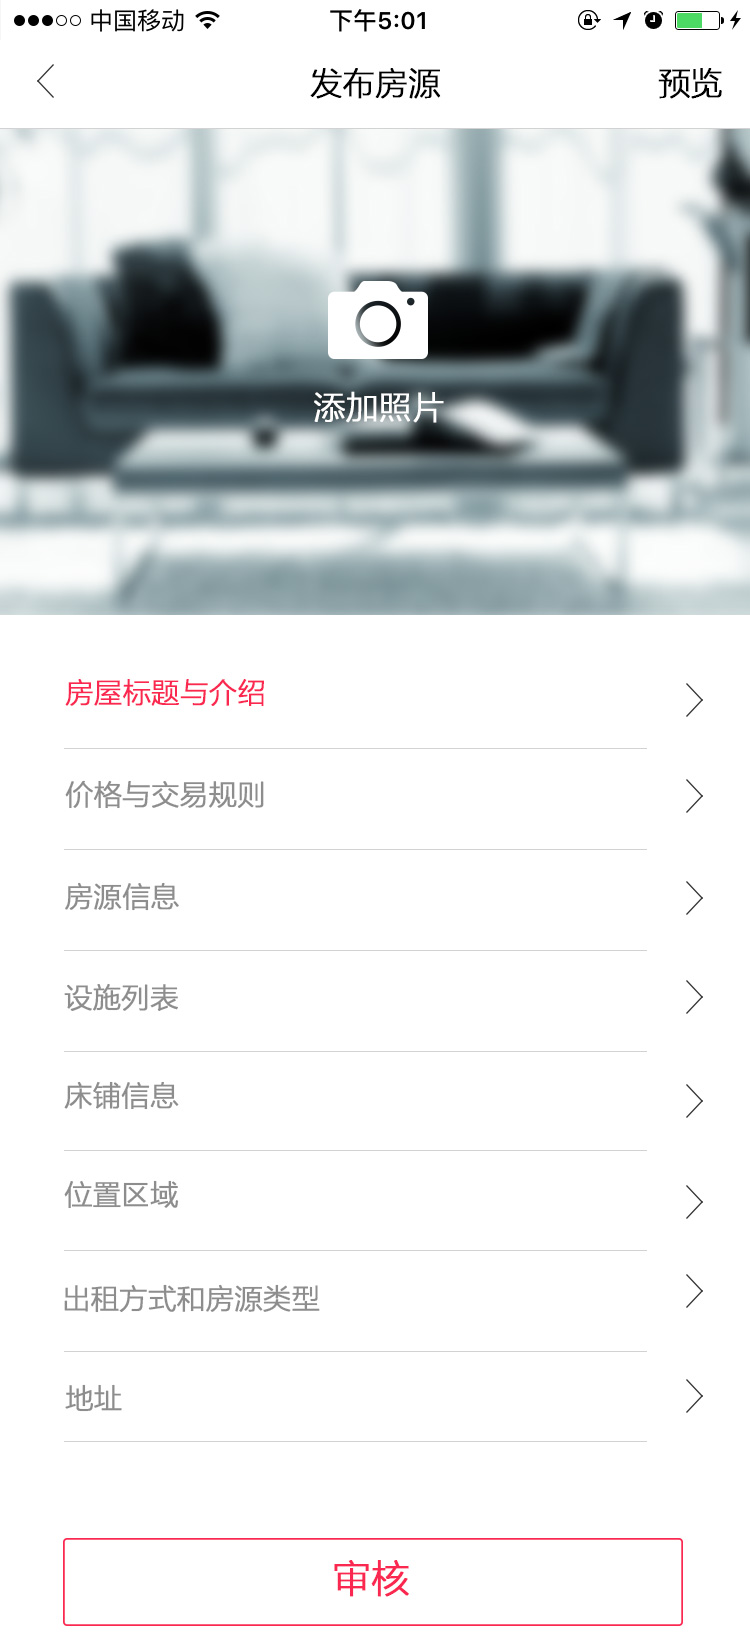 中国移动 下午5:01
发布房源 预览
添加照片
房屋标题与介绍
价格与交易规则
房源信息
设施列表
床铺信息
位置区域
出租方式和房源类型
地址
审核